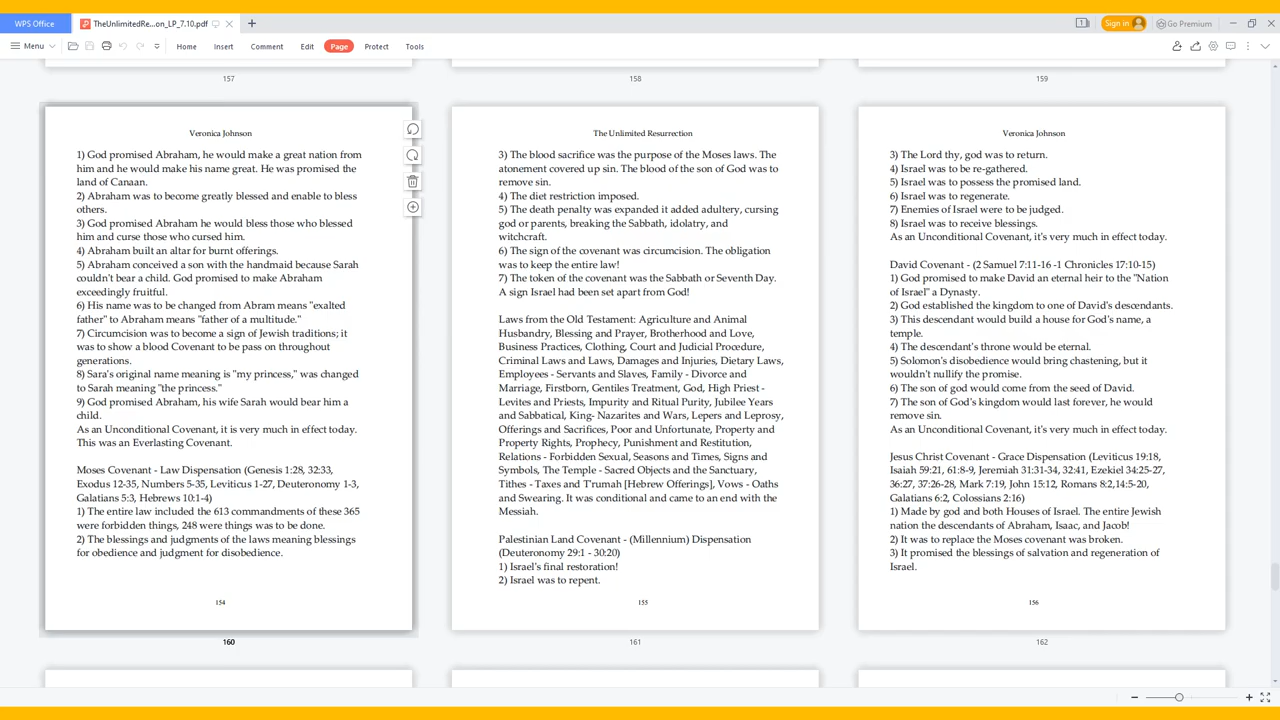 WPS Office
TheUnlimitedRe...on_LP_7.10.pdf
1
Sign in
Go Premium
Menu
Home
Insert
Comment
Edit
Page
Protect
Tools
157
158
159
Veronica Johnson
1) God promised Abraham, he would make a great nation from
him and he would make his name great. He was promised the
land of Canaan.
2) Abraham was to become greatly blessed and enable to bless
others.
3) God promised Abraham he would bless those who blessed
him and curse those who cursed him.
4) Abraham built an altar for burnt offerings.
5) Abraham conceived a son with the handmaid because Sarah
couldn't bear a child. God promised to make Abraham
exceedingly fruitful.
6) His name was to be changed from Abram means "exalted
father" to Abraham means "father of a multitude."
7) Circumcision was to become a sign of Jewish traditions; it
was to show a blood Covenant to be pass on throughout
generations.
8) Sara's original name meaning is "my princess," was changed
to Sarah meaning "the princess."
9) God promised Abraham, his wife Sarah would bear him a
child.
As an Unconditional Covenant, it is very much in effect today.
This was an Everlasting Covenant.
Moses Covenant - Law Dispensation (Genesis 1:28, 32:33,
Exodus 12-35, Numbers 5-35, Leviticus 1-27, Deuteronomy 1-3,
Galatians 5:3, Hebrews 10:1-4)
1) The entire law included the 613 commandments of these 365
were forbidden things, 248 were things was to be done.
2) The blessings and judgments of the laws meaning blessings
for obedience and judgment for disobedience.
154
160
The Unlimited Resurrection
3) The blood sacrifice was the purpose of the Moses laws. The
atonement covered up sin. The blood of the son of God was to
remove sin.
4) The diet restriction imposed.
5) The death penalty was expanded it added adultery, cursing
god or parents, breaking the Sabbath, idolatry, and
witchcraft.
6) The sign of the covenant was circumcision. The obligation
was to keep the entire law!
7) The token of the covenant was the Sabbath or Seventh Day.
A sign Israel had been set apart from God!
Laws from the Old Testament: Agriculture and Animal
Husbandry, Blessing and Prayer, Brotherhood and Love,
Business Practices, Clothing, Court and Judicial Procedure,
Criminal Laws and Laws, Damages and Injuries, Dietary Laws,
Employees - Servants and Slaves, Family - Divorce and
Marriage, Firstborn, Gentiles Treatment, God, High Priest -
Levites and Priests, Impurity and Ritual Purity, Jubilee Years
and Sabbatical, King- Nazarites and Wars, Lepers and Leprosy,
Offerings and Sacrifices, Poor and Unfortunate, Property and
Property Rights, Prophecy, Punishment and Restitution,
Relations - Forbidden Sexual, Seasons and Times, Signs and
Symbols, The Temple - Sacred Objects and the Sanctuary,
Tithes - Taxes and T'rumah [Hebrew Offerings], Vows - Oaths
and Swearing. It was conditional and came to an end with the
Messiah.
Palestinian Land Covenant - (Millennium) Dispensation
(Deuteronomy 29:1 - 30:20)
1) Israel's final restoration!
2) Israel was to repent.
155
161
Veronica Johnson
3) The Lord thy, god was to return.
4) Israel was to be re-gathered.
5) Israel was to possess the promised land.
6) Israel was to regenerate.
7) Enemies of Israel were to be judged.
8) Israel was to receive blessings.
As an Unconditional Covenant, it's very much in effect today.
David Covenant - (2 Samuel 7:11-16 -1 Chronicles 17:10-15)
1) God promised to make David an eternal heir to the "Nation
of Israel" a Dynasty.
2) God established the kingdom to one of David's descendants.
3) This descendant would build a house for God's name, a
temple.
4) The descendant's throne would be eternal.
5) Solomon's disobedience would bring chastening, but it
wouldn't nullify the promise.
6) The son of god would come from the seed of David.
7) The son of God's kingdom would last forever, he would
remove sin.
As an Unconditional Covenant, it's very much in effect today.
Jesus Christ Covenant - Grace Dispensation (Leviticus 19:18,
Isaiah 59:21, 61:8-9, Jeremiah 31:31-34, 32:41, Ezekiel 34:25-27,
36:27, 37:26-28, Mark 7:19, John 15:12, Romans 8:2,14:5-20,
Galatians 6:2, Colossians 2:16)
1) Made by god and both Houses of Israel. The entire Jewish
nation the descendants of Abraham, Isaac, and Jacob!
2) It was to replace the Moses covenant was broken.
3) It promised the blessings of salvation and regeneration of
Israel.
156
162